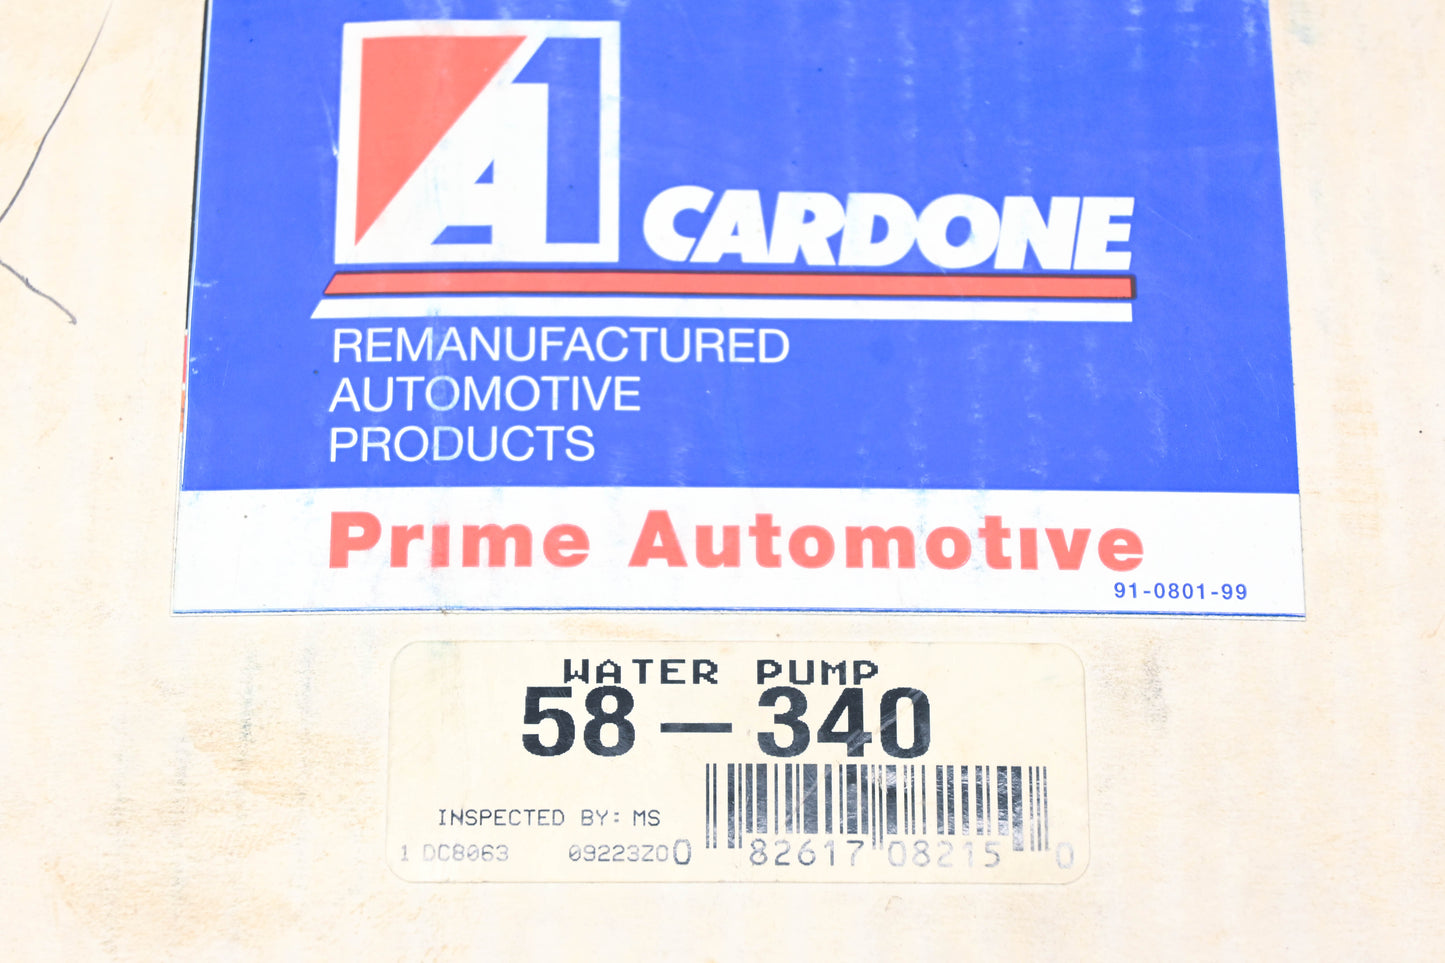 A1 CARDONE
REMANUFACTURED
AUTOMOTIVE
PRODUCTS
Prime Automotive
91-0801-99
WATER PUMP
58-340
INSPECTED BY: MS
1 DC8063 09223Z0
0 82617 08215 0